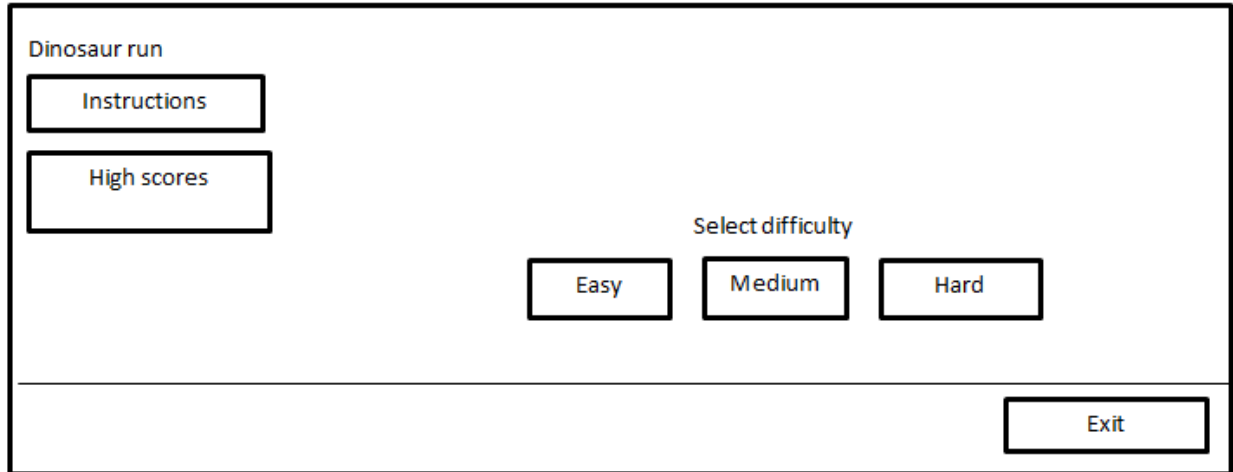 Dinosaur run
Instructions
High scores
Select difficulty
Easy Medium Hard
Exit